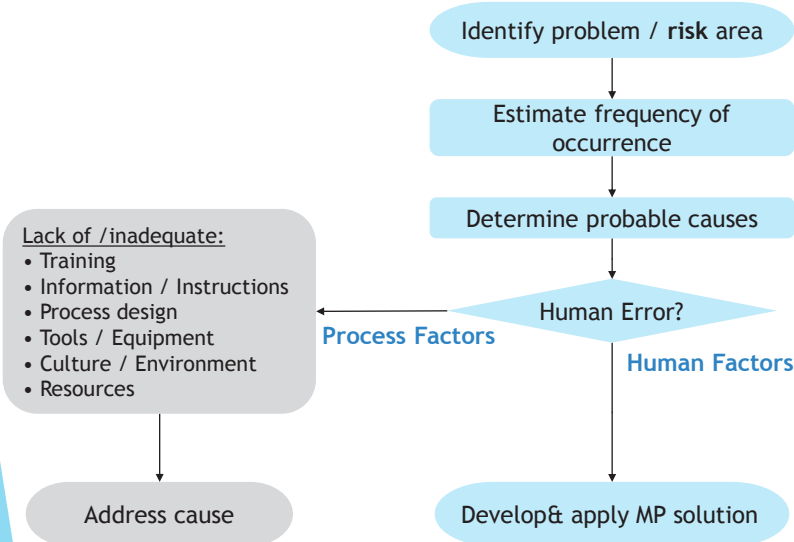 Identify problem / risk area
Estimate frequency of
occurrence
Determine probable causes
Human Error?
Process Factors
Human Factors
Lack of /inadequate:
• Training
• Information / Instructions
• Process design
• Tools / Equipment
• Culture / Environment
• Resources
Address cause
Develop& apply MP solution